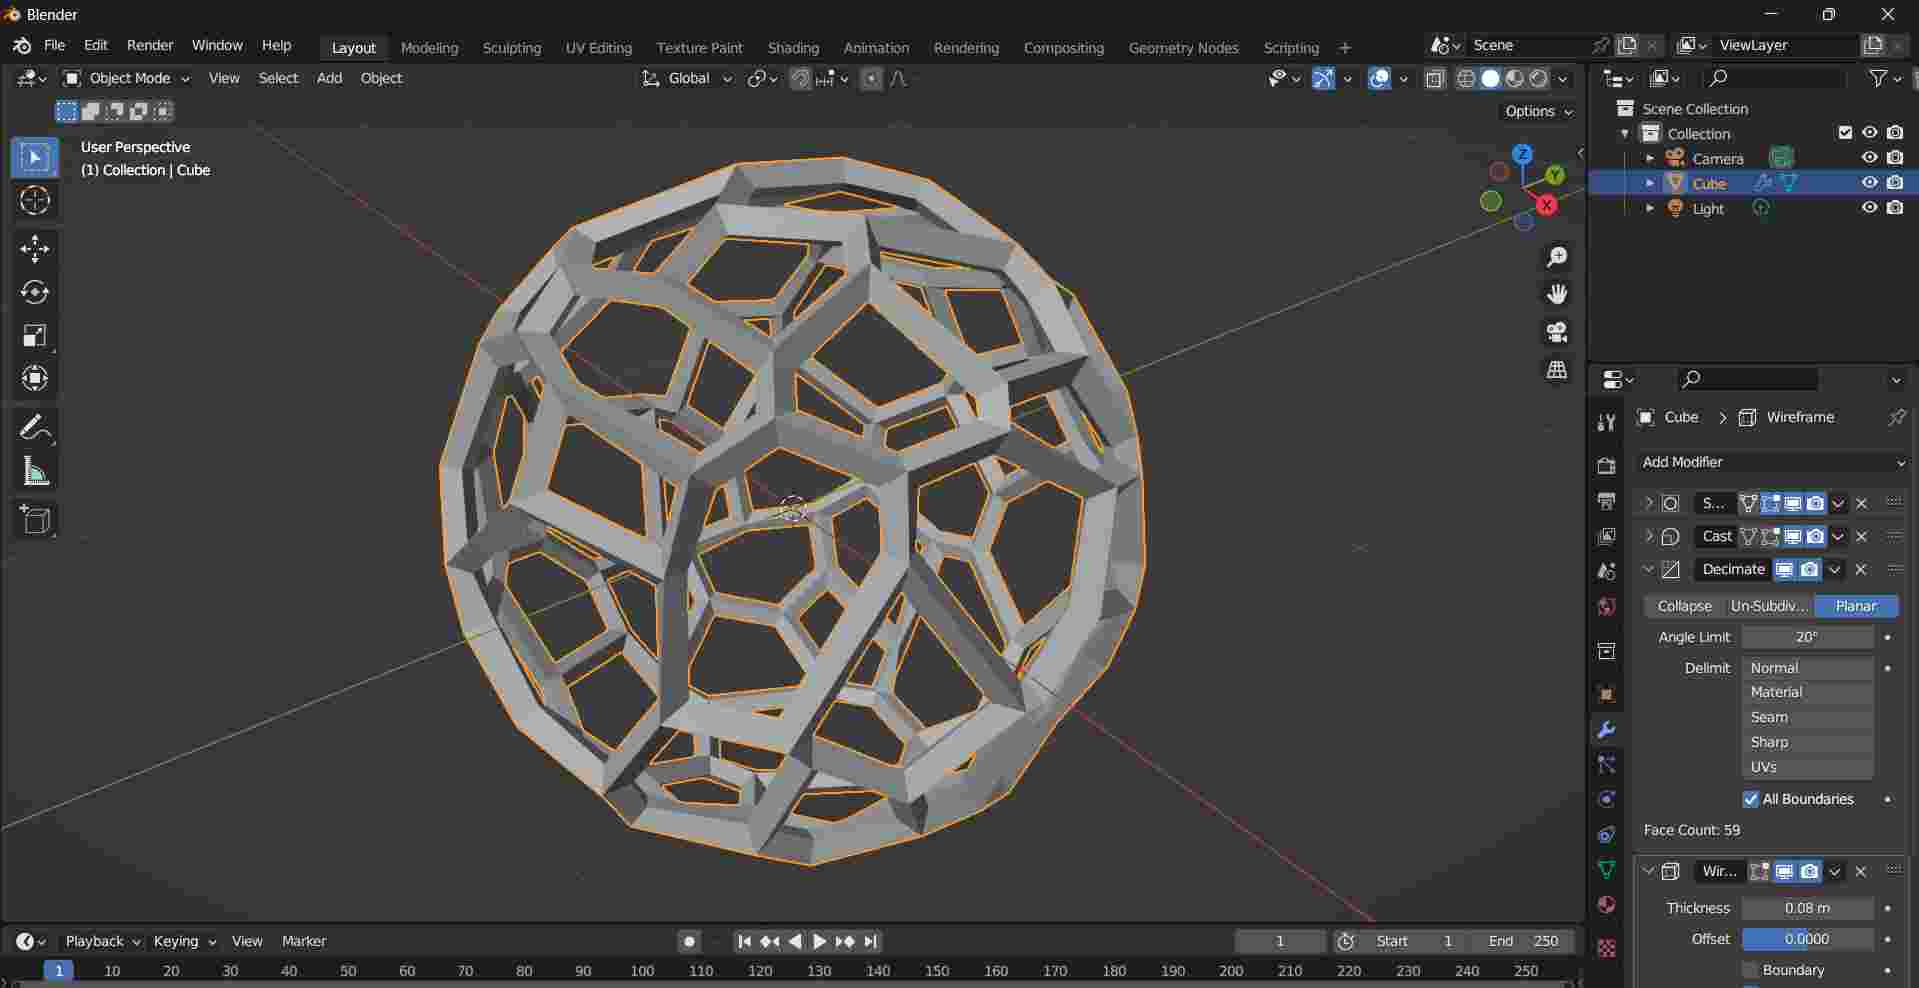 Blender
File Edit Render Window Help
Layout Modeling Sculpting UV Editing Texture Paint Shading Animation Rendering Compositing Geometry Nodes Scripting +
Scene
ViewLayer
Object Mode View Select Add Object
Global
Options
User Perspective
(1) Collection | Cube
Z
Y
X
Scene Collection
Collection
Camera
Cube
Light
Cube > Wireframe
Add Modifier
S...
Cast
Decimate
Collapse Un-Subdiv... Planar
Angle Limit 20°
Delimit Normal
Material
Seam
Sharp
UVs
All Boundaries
Face Count: 59
Wir...
Thickness 0.08 m
Offset 0.0000
Boundary
Playback Keying View Marker
1 Start 1 End 250
1 10 20 30 40 50 60 70 80 90 100 110 120 130 140 150 160 170 180 190 200 210 220 230 240 250